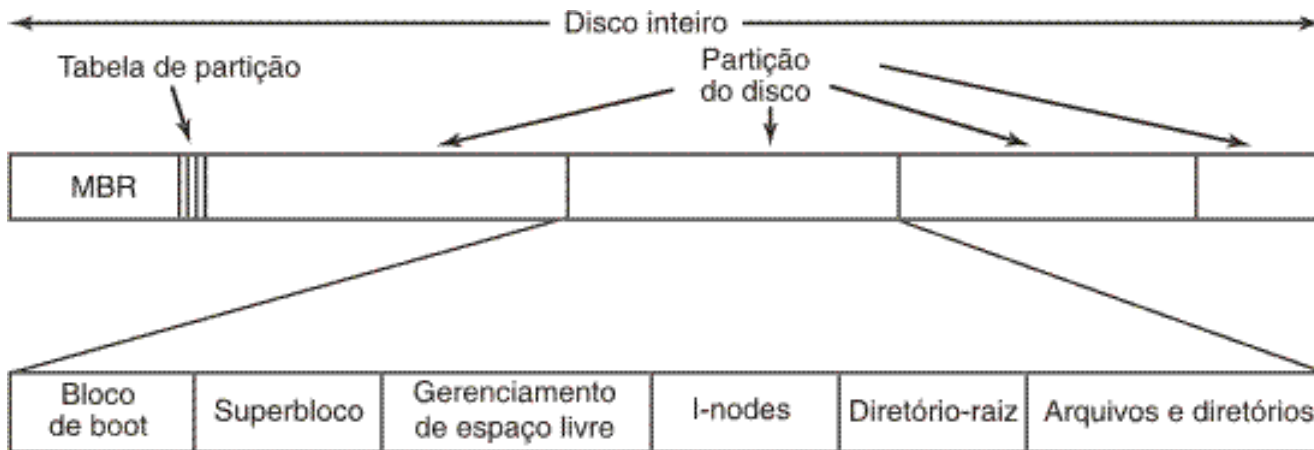 Disco inteiro
Tabela de partição
Partição
do disco
MBR
Bloco
de boot
Superbloco
Gerenciamento
de espaço livre
I-nodes
Diretório-raiz
Arquivos e diretórios